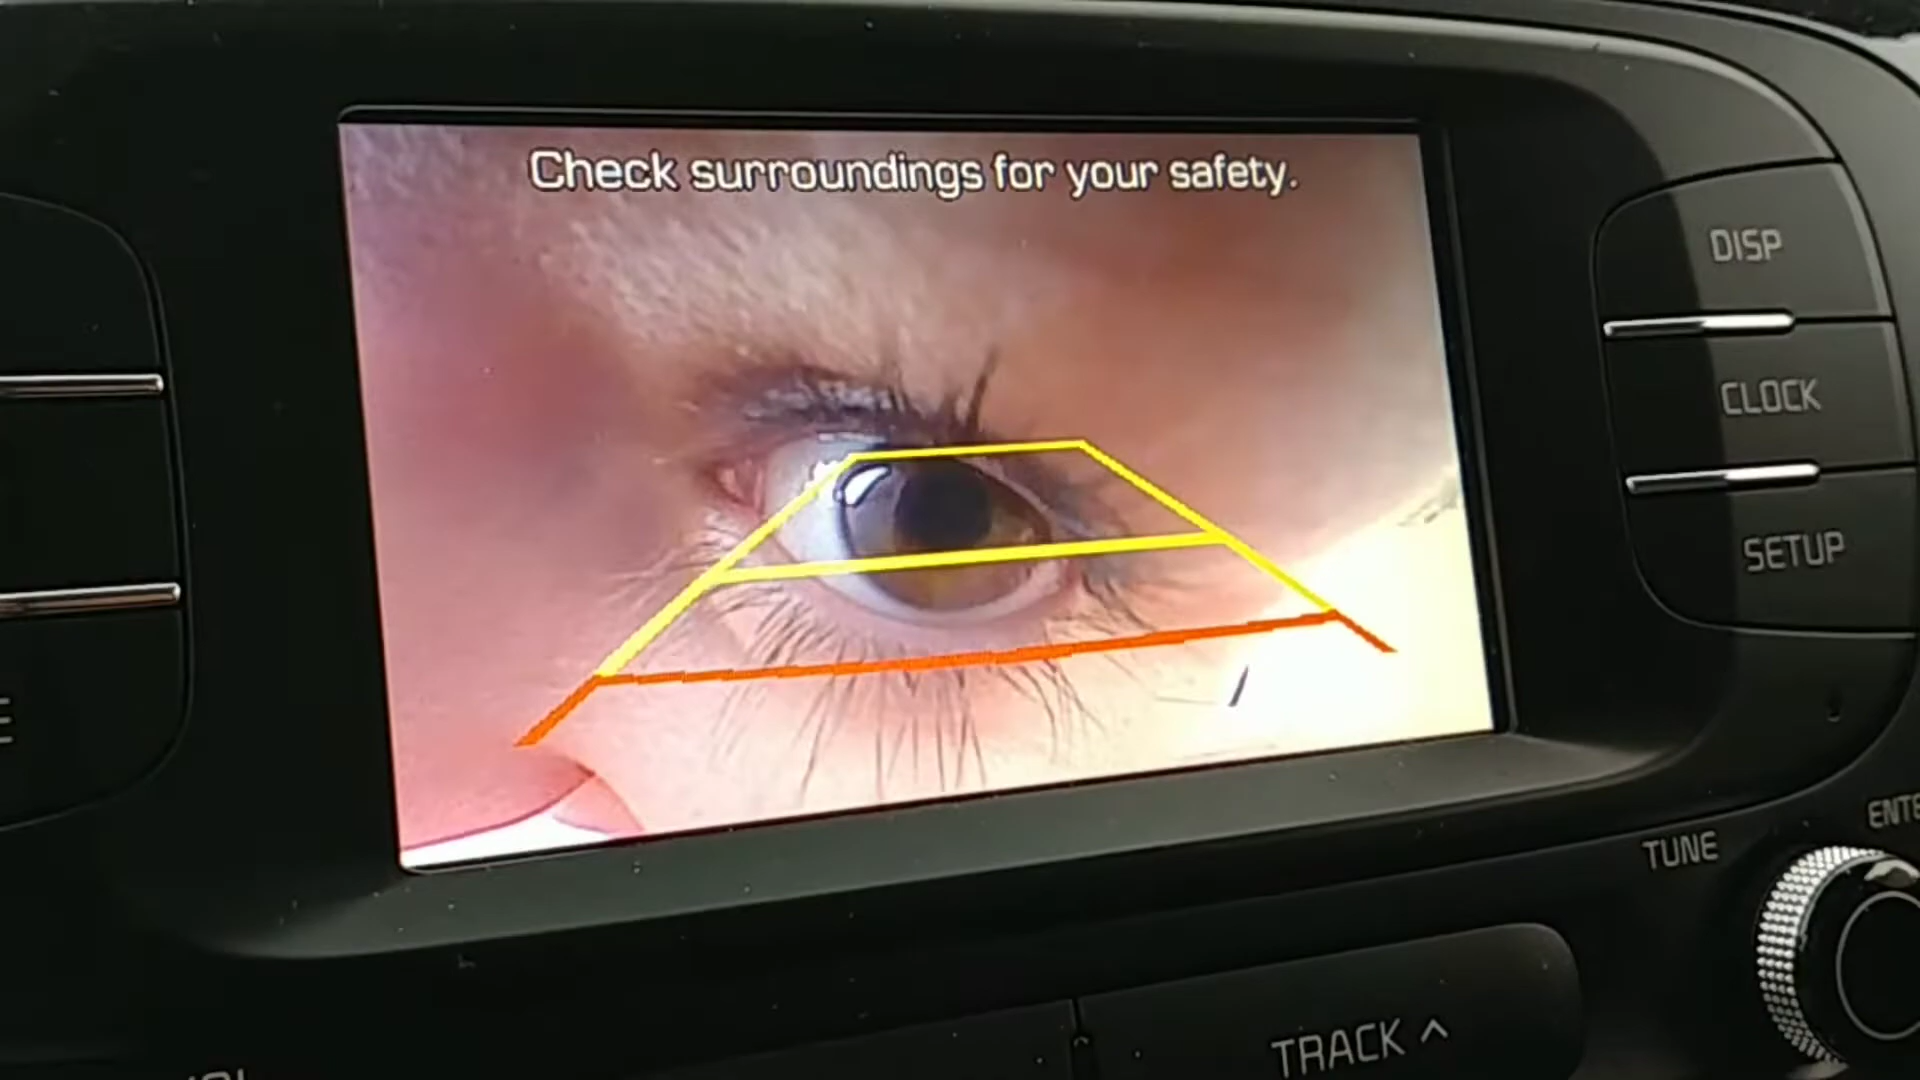 Check surroundings for your safety.
DISP
CLOCK
SETUP
TUNE
TRACK ^